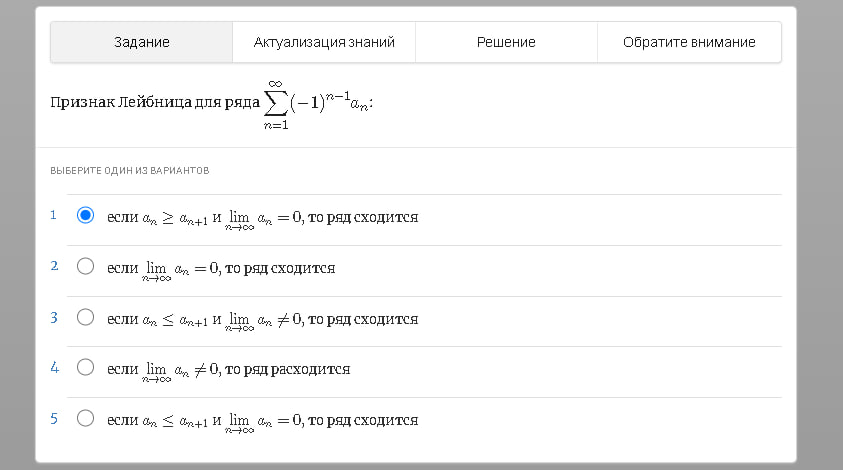 Задание Актуализация знаний Решение Обратите внимание
Признак Лейбница для ряда $\sum_{n=1}^{\infty}(-1)^{n-1}a_n$:
ВЫБЕРИТЕ ОДИН ИЗ ВАРИАНТОВ
1 если $a_n \geq a_{n+1}$ и $\lim_{n\to\infty} a_n = 0$, то ряд сходится
2 если $\lim_{n\to\infty} a_n = 0$, то ряд сходится
3 если $a_n \leq a_{n+1}$ и $\lim_{n\to\infty} a_n \neq 0$, то ряд сходится
4 если $\lim_{n\to\infty} a_n \neq 0$, то ряд расходится
5 если $a_n \leq a_{n+1}$ и $\lim_{n\to\infty} a_n = 0$, то ряд сходится